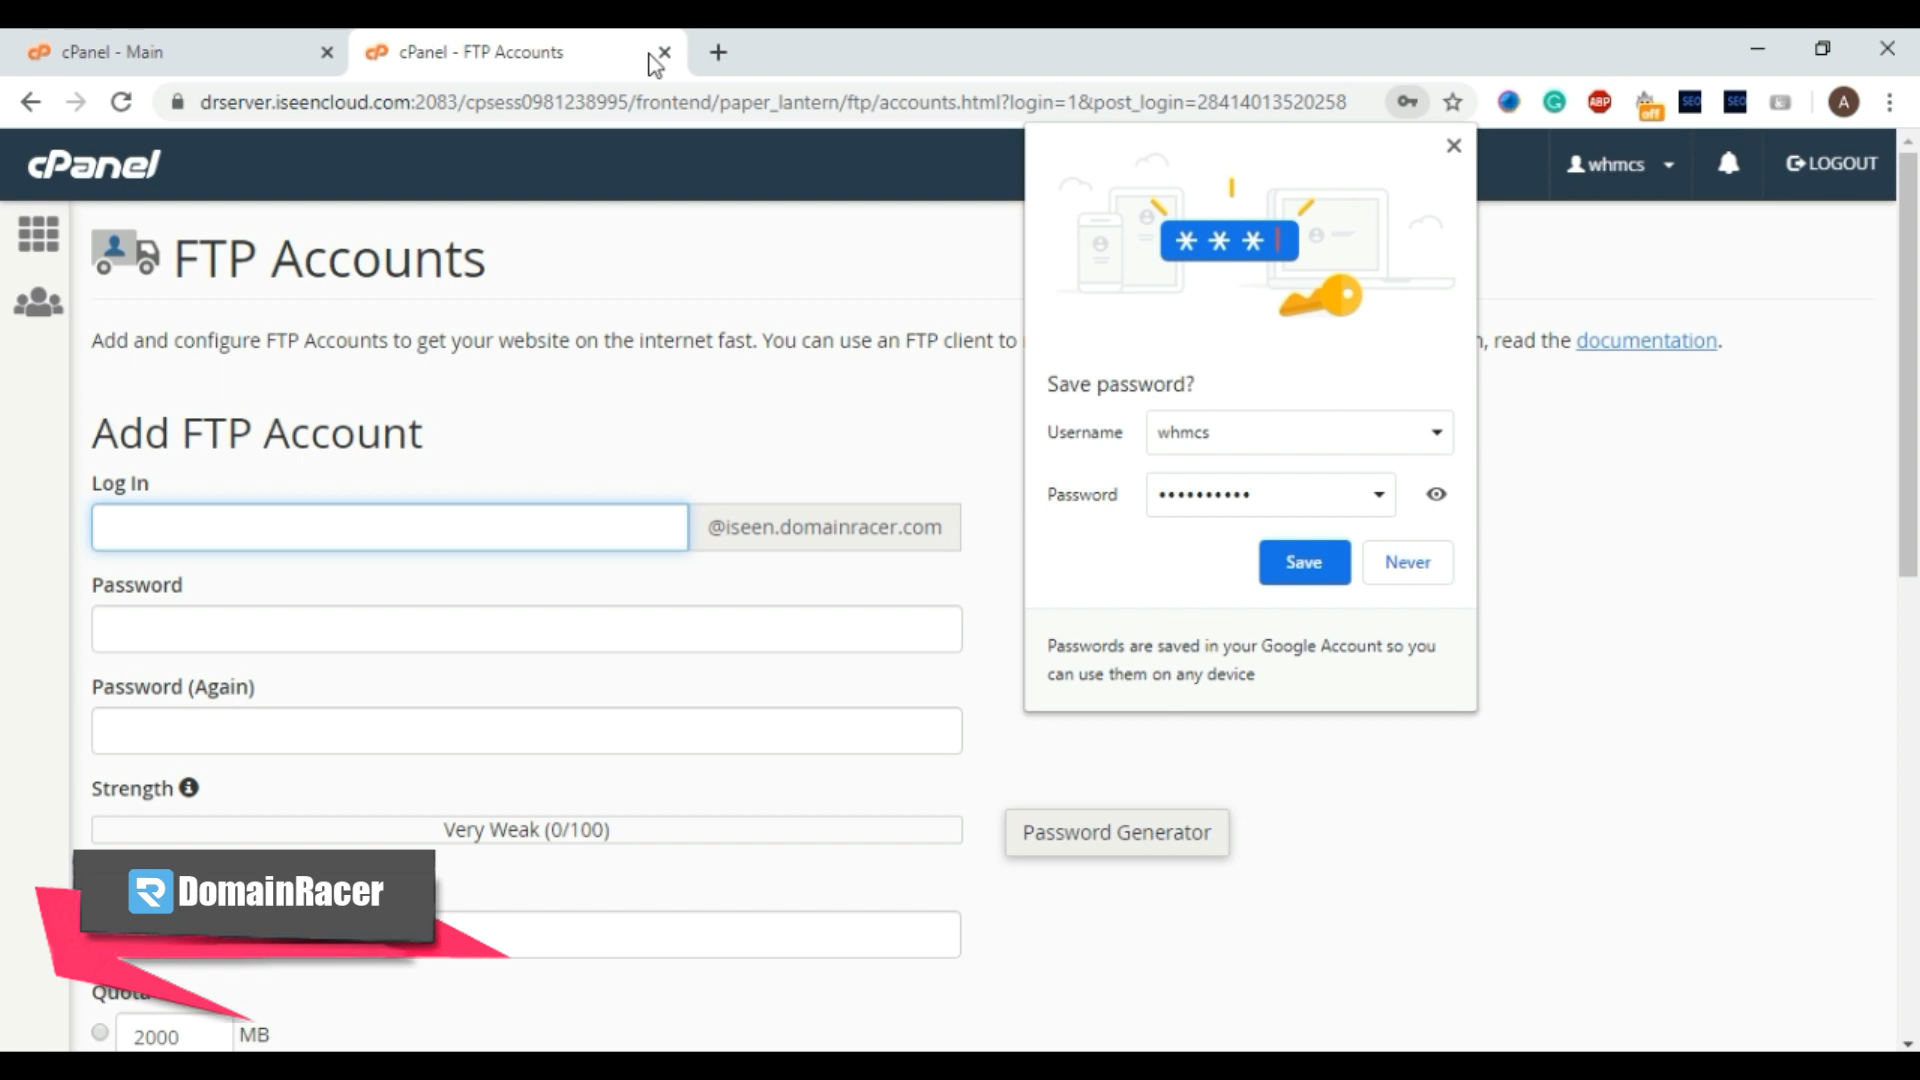 cPanel - Main
cPanel - FTP Accounts
drserver.iseencloud.com:2083/cpsess0981238995/frontend/paper_lantern/ftp/accounts.html?login=1&post_login=28414013520258
ABP
off
SEO
SEO
A
cPanel
whmcs
LOGOUT
FTP Accounts
Add and configure FTP Accounts to get your website on the internet fast. You can use an FTP client to
, read the documentation.
Add FTP Account
Log In
@iseen.domainracer.com
Password
Password (Again)
Strength
Very Weak (0/100)
Password Generator
DomainRacer
Quota
2000
MB
* * *
Save password?
Username
whmcs
Password
••••••••••
Save
Never
Passwords are saved in your Google Account so you
can use them on any device